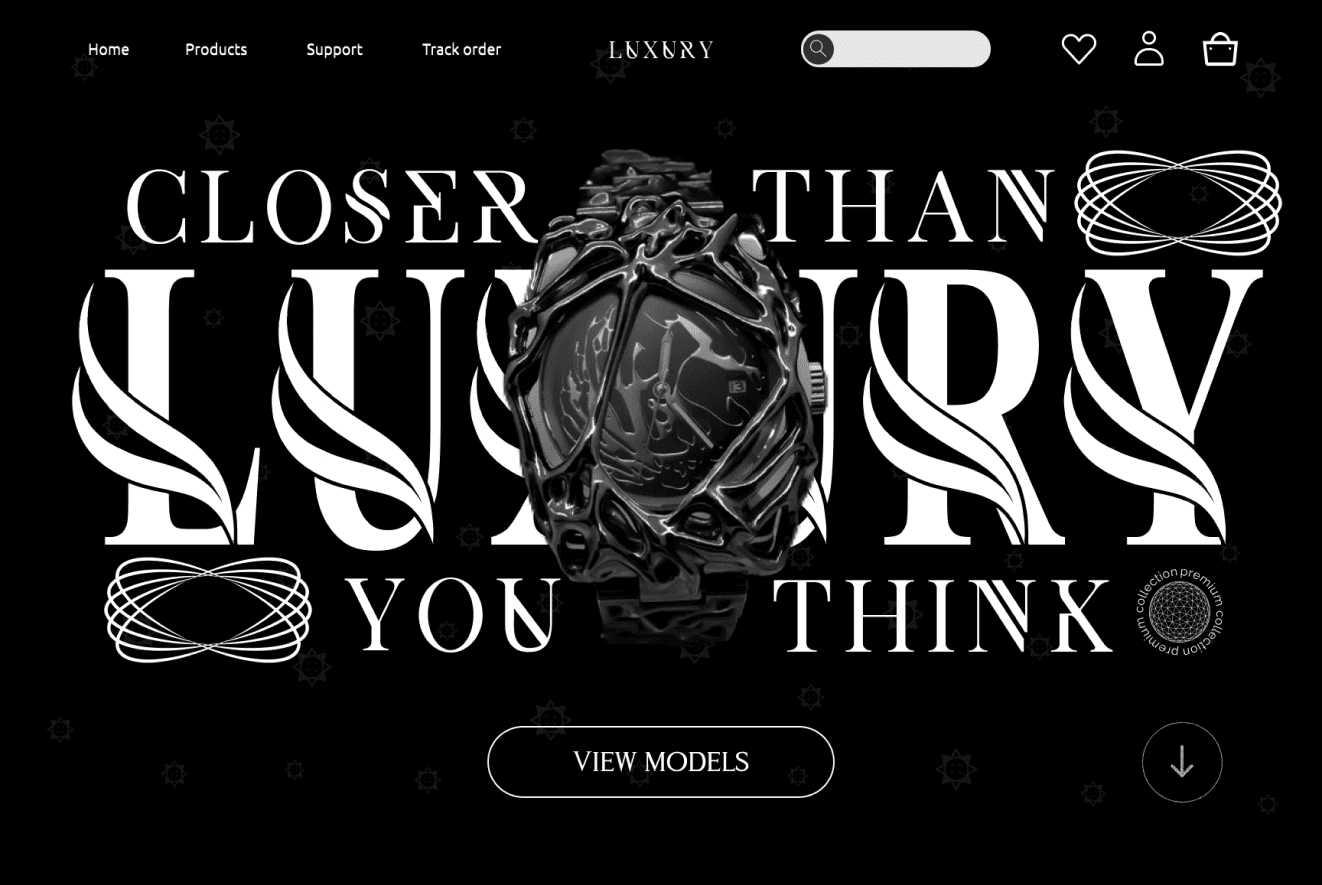 Home Products Support Track order LUXURY
CLOSER THAN
LUXURY
YOU THINK
premium collection premium collection
VIEW MODELS